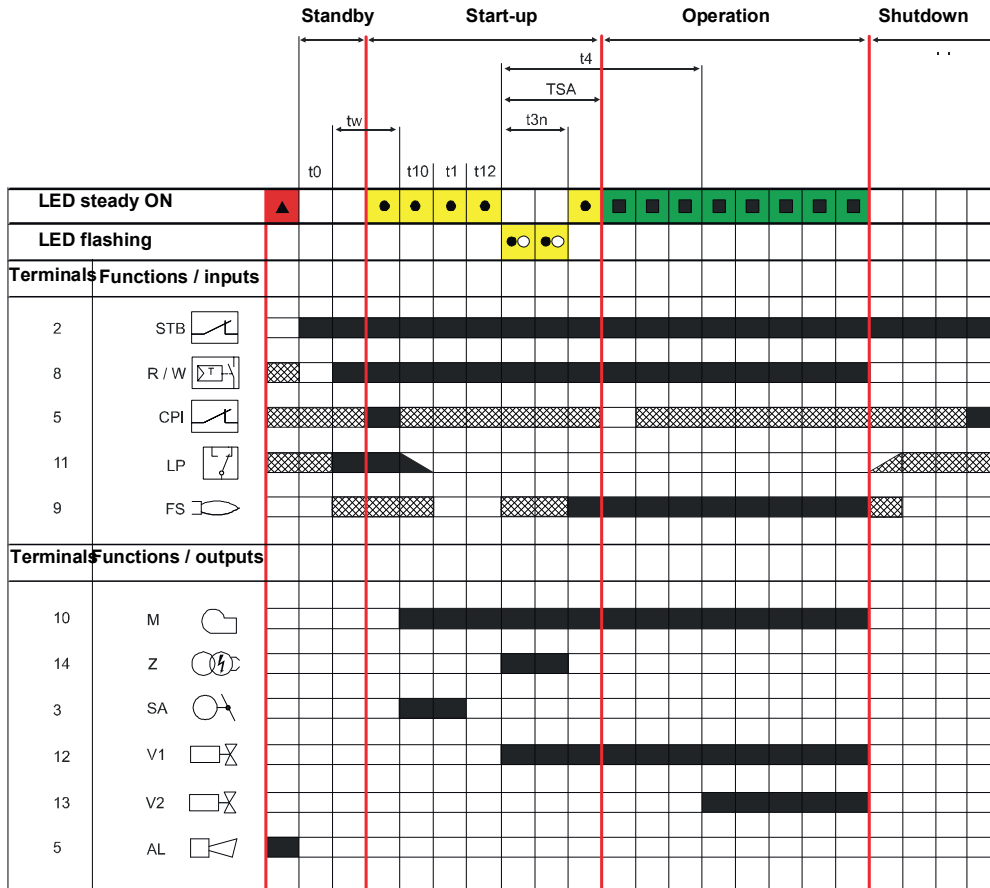 Standby Start-up Operation Shutdown
t4
TSA
tw t3n
t0 t10 t1 t12
LED steady ON
LED flashing
Terminals Functions / inputs
2 STB
8 R / W T
5 CPI
11 LP
9 FS
Terminals Functions / outputs
10 M
14 Z
3 SA
12 V1
13 V2
5 AL